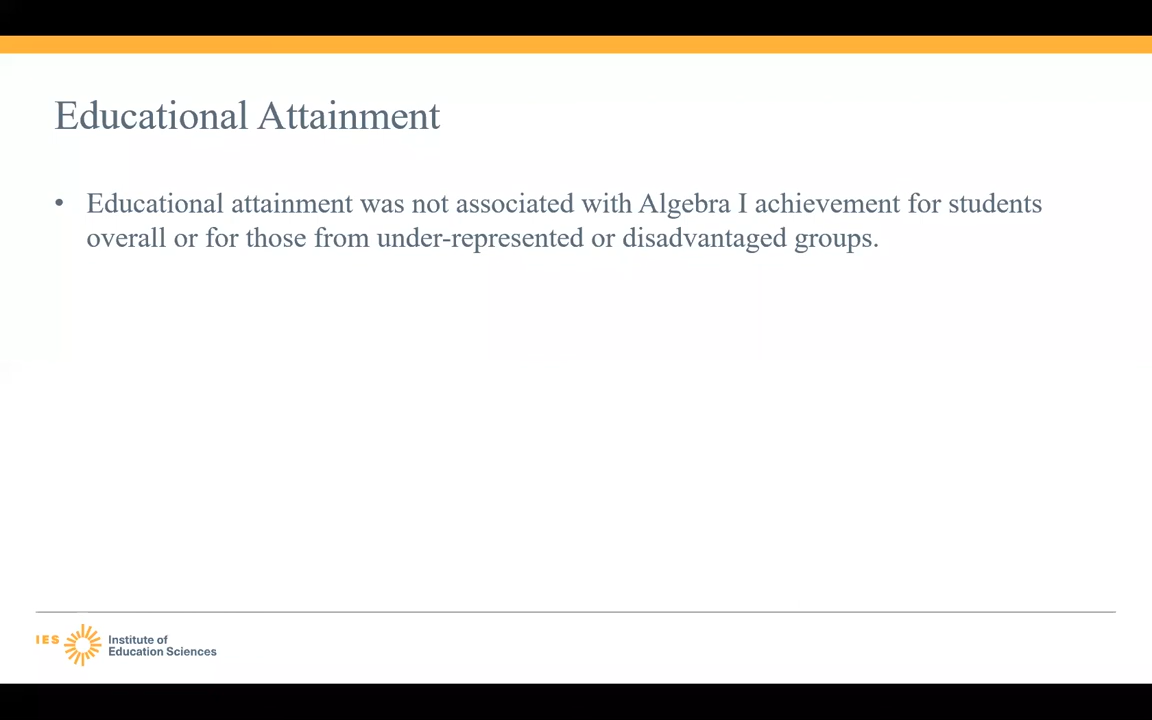 Educational Attainment
• Educational attainment was not associated with Algebra I achievement for students
overall or for those from under-represented or disadvantaged groups.
IES
Institute of
Education Sciences